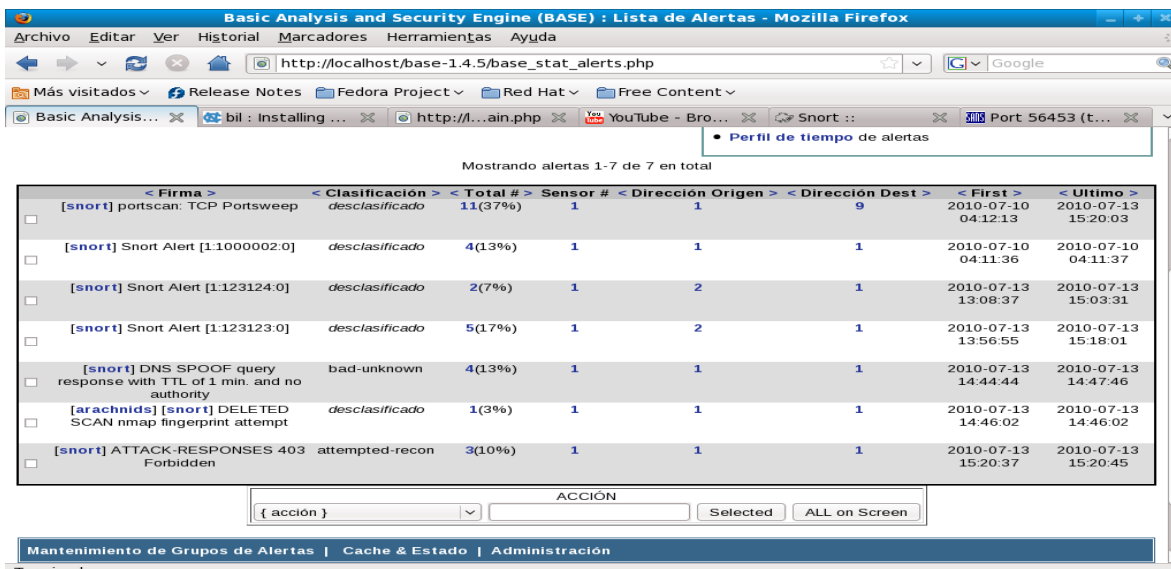 Basic Analysis and Security Engine (BASE) : Lista de Alertas - Mozilla Firefox
Archivo Editar Ver Historial Marcadores Herramientas Ayuda
http://localhost/base-1.4.5/base_stat_alerts.php Google
Más visitados Release Notes Fedora Project Red Hat Free Content
Basic Analysis... bil : Installing ... http://l...ain.php YouTube - Bro... Snort :: Port 56453 (t...
• Perfil de tiempo de alertas
Mostrando alertas 1-7 de 7 en total
< Firma > < Clasificación > < Total # > Sensor # < Dirección Origen > < Dirección Dest > < First > < Ultimo >
[snort] portscan: TCP Portsweep desclasificado 11(37%) 1 1 9 2010-07-10 2010-07-13
04:12:13 15:20:03
[snort] Snort Alert [1:1000002:0] desclasificado 4(13%) 1 1 1 2010-07-10 2010-07-10
04:11:36 04:11:37
[snort] Snort Alert [1:123124:0] desclasificado 2(7%) 1 2 1 2010-07-13 2010-07-13
13:08:37 15:03:31
[snort] Snort Alert [1:123123:0] desclasificado 5(17%) 1 2 1 2010-07-13 2010-07-13
13:56:55 15:18:01
[snort] DNS SPOOF query bad-unknown 4(13%) 1 1 1 2010-07-13 2010-07-13
response with TTL of 1 min. and no 14:44:44 14:47:46
authority
[arachnids] [snort] DELETED desclasificado 1(3%) 1 1 1 2010-07-13 2010-07-13
SCAN nmap fingerprint attempt 14:46:02 14:46:02
[snort] ATTACK-RESPONSES 403 attempted-recon 3(10%) 1 1 1 2010-07-13 2010-07-13
Forbidden 15:20:37 15:20:45
ACCIÓN
{ acción } Selected ALL on Screen
Mantenimiento de Grupos de Alertas | Cache & Estado | Administración